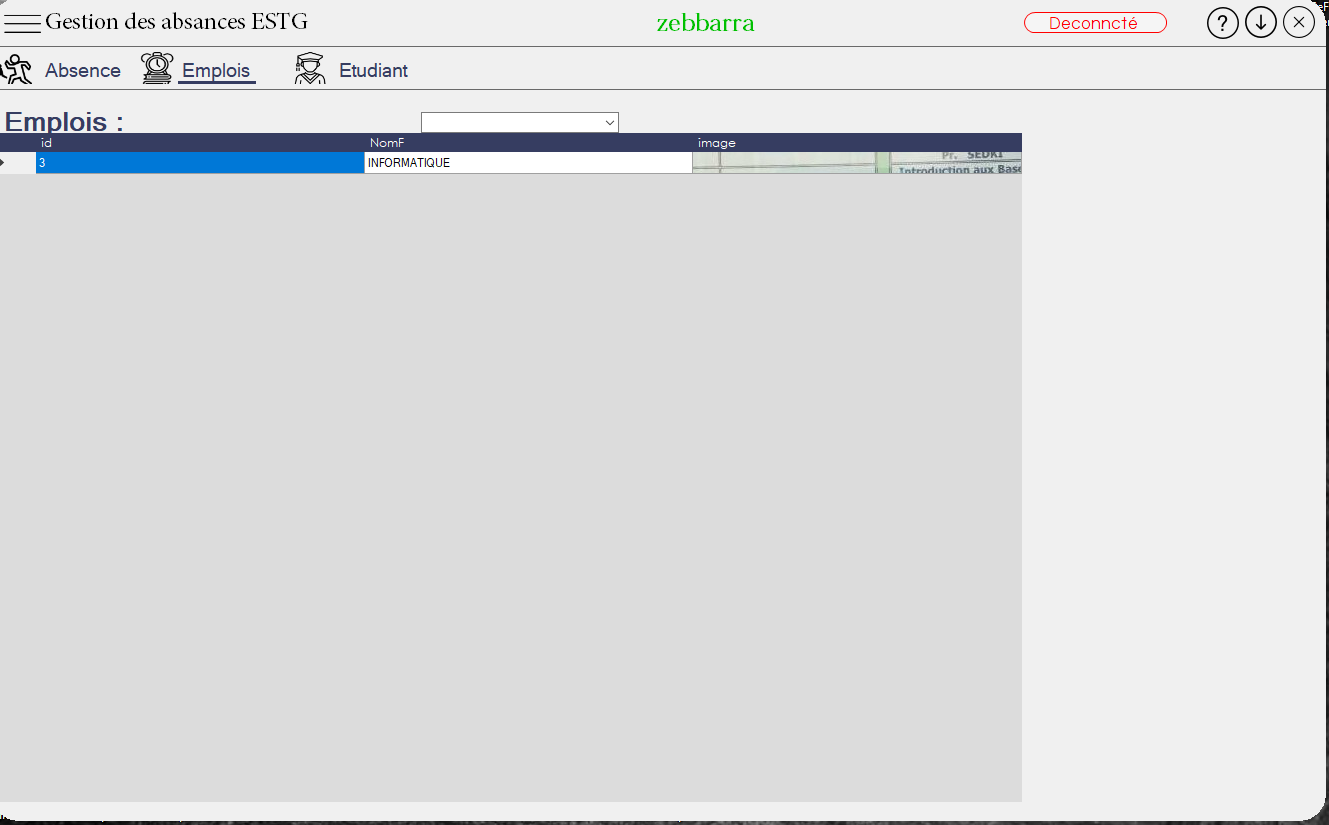 Gestion des absances ESTG
zebbarra
Deconncté
?
Absence
Emplois
Etudiant
Emplois :
id NomF image
3 INFORMATIQUE
Pr. SEDKI
Introduction aux Base